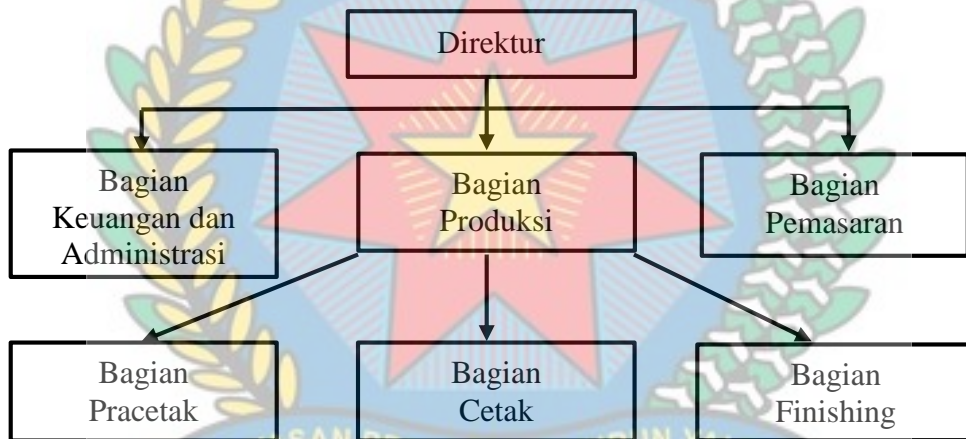 Direktur
Bagian
Keuangan dan
Administrasi
Bagian
Produksi
Bagian
Pemasaran
Bagian
Pracetak
Bagian
Cetak
Bagian
Finishing